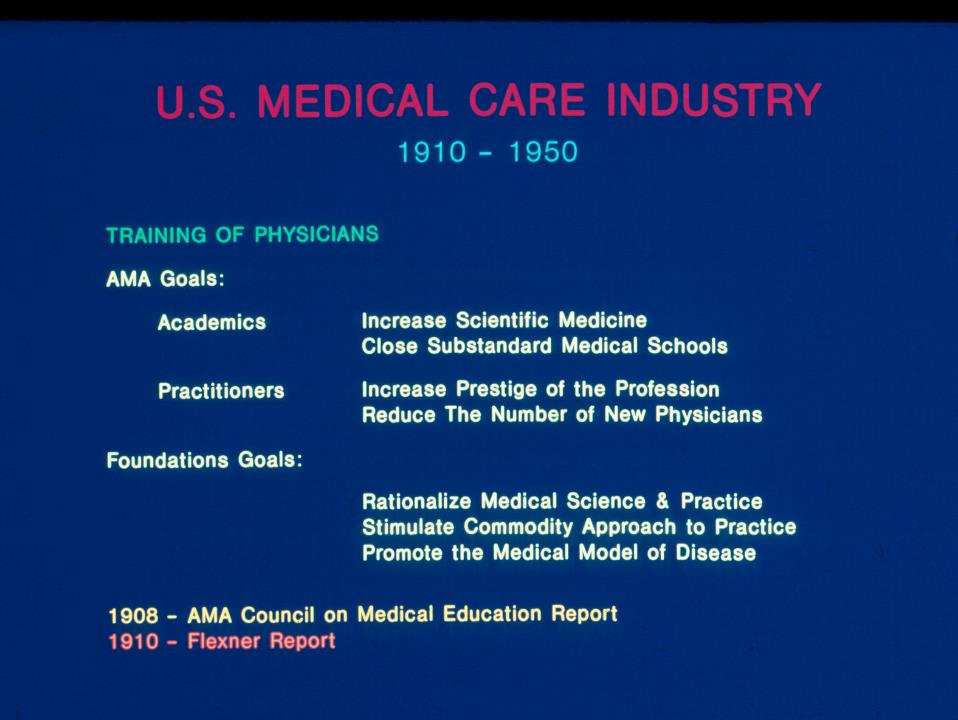 U.S. MEDICAL CARE INDUSTRY
1910 - 1950
TRAINING OF PHYSICIANS
AMA Goals:
Academics Increase Scientific Medicine
Close Substandard Medical Schools
Practitioners Increase Prestige of the Profession
Reduce The Number of New Physicians
Foundations Goals:
Rationalize Medical Science & Practice
Stimulate Commodity Approach to Practice
Promote the Medical Model of Disease
1908 - AMA Council on Medical Education Report
1910 - Flexner Report